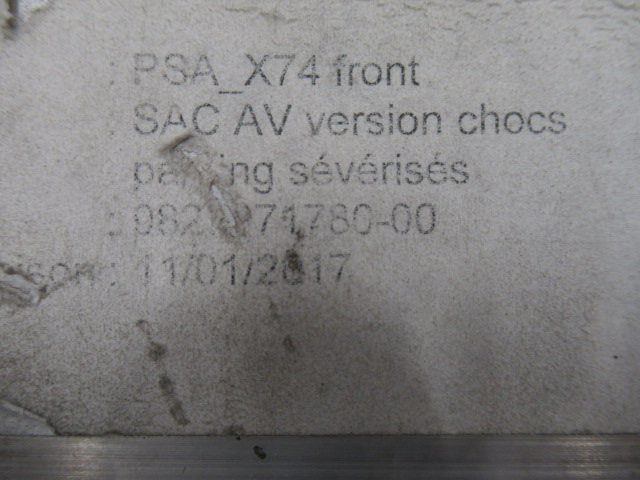 : PSA_X74 front
: SAC AV version chocs
sévérisés
:
: 11/01/2017